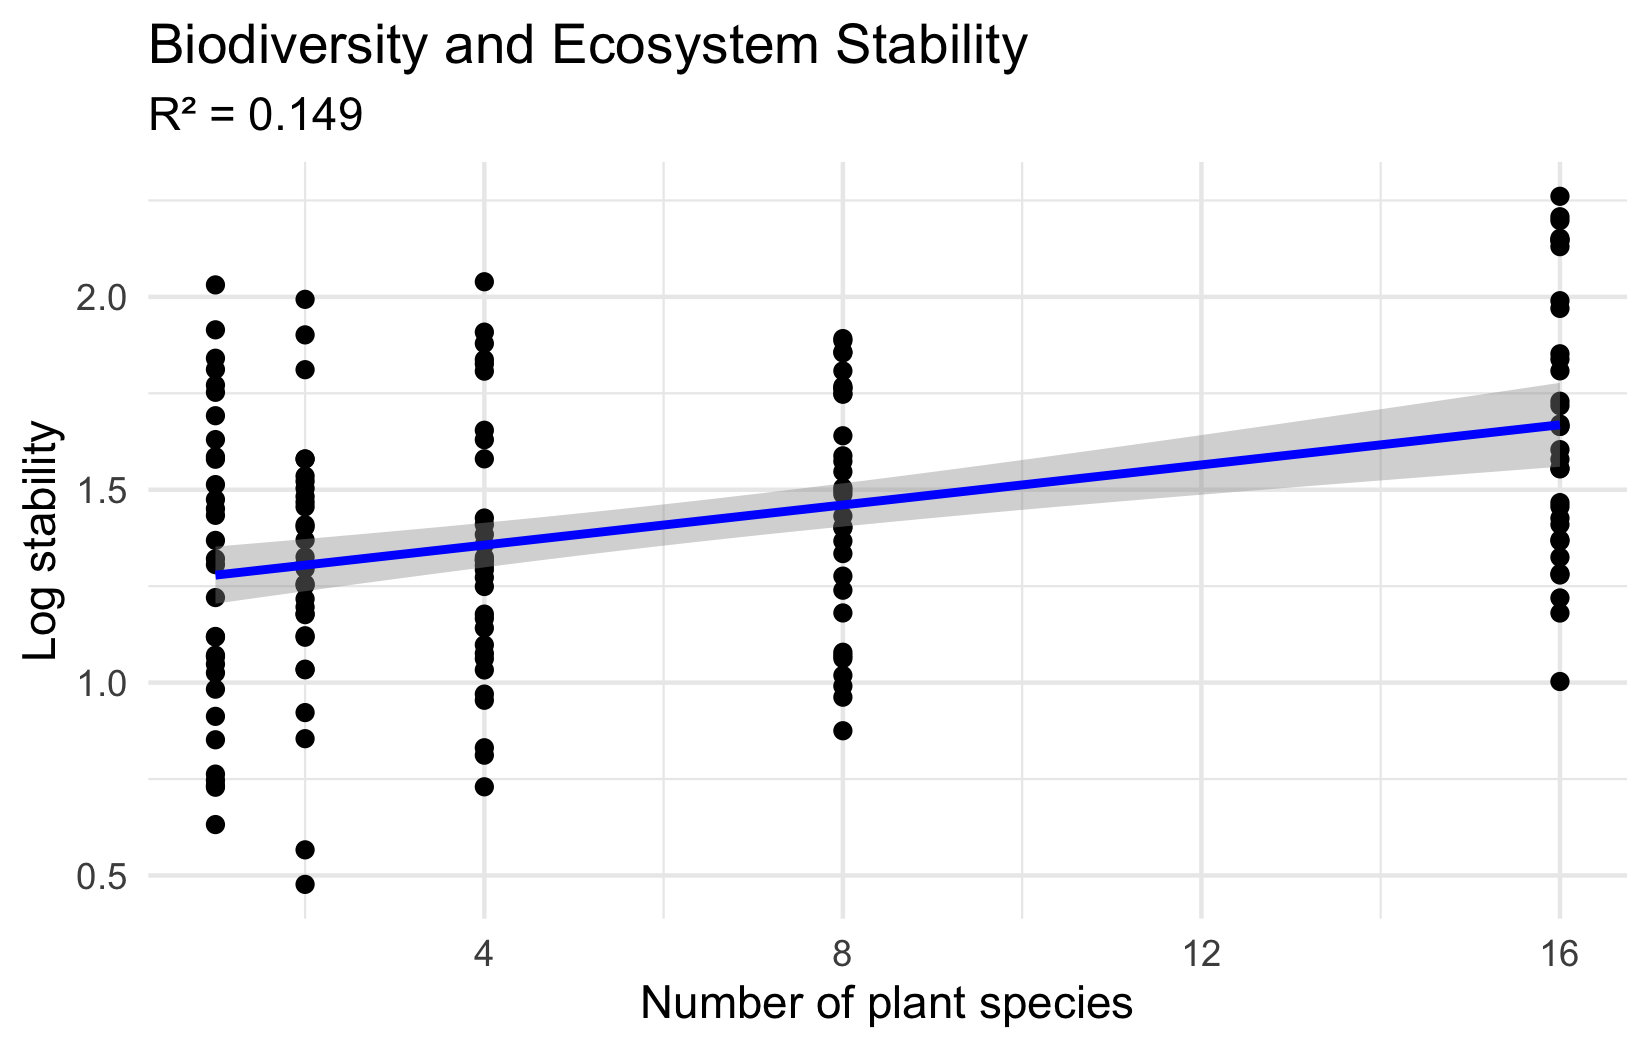 Biodiversity and Ecosystem Stability
R² = 0.149
Log stability
2.0
1.5
1.0
0.5
4 8 12 16
Number of plant species